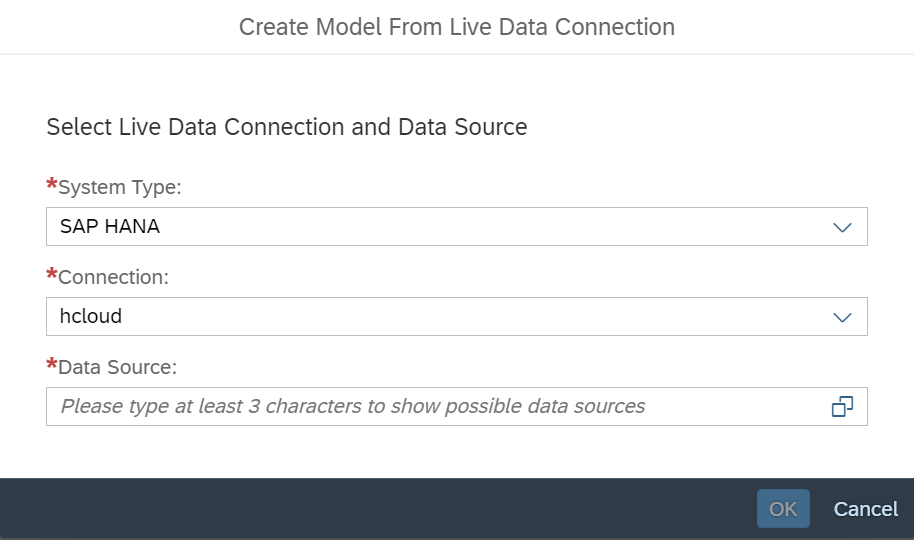 Create Model From Live Data Connection
Select Live Data Connection and Data Source
*System Type:
SAP HANA
*Connection:
hcloud
*Data Source:
Please type at least 3 characters to show possible data sources
OK Cancel